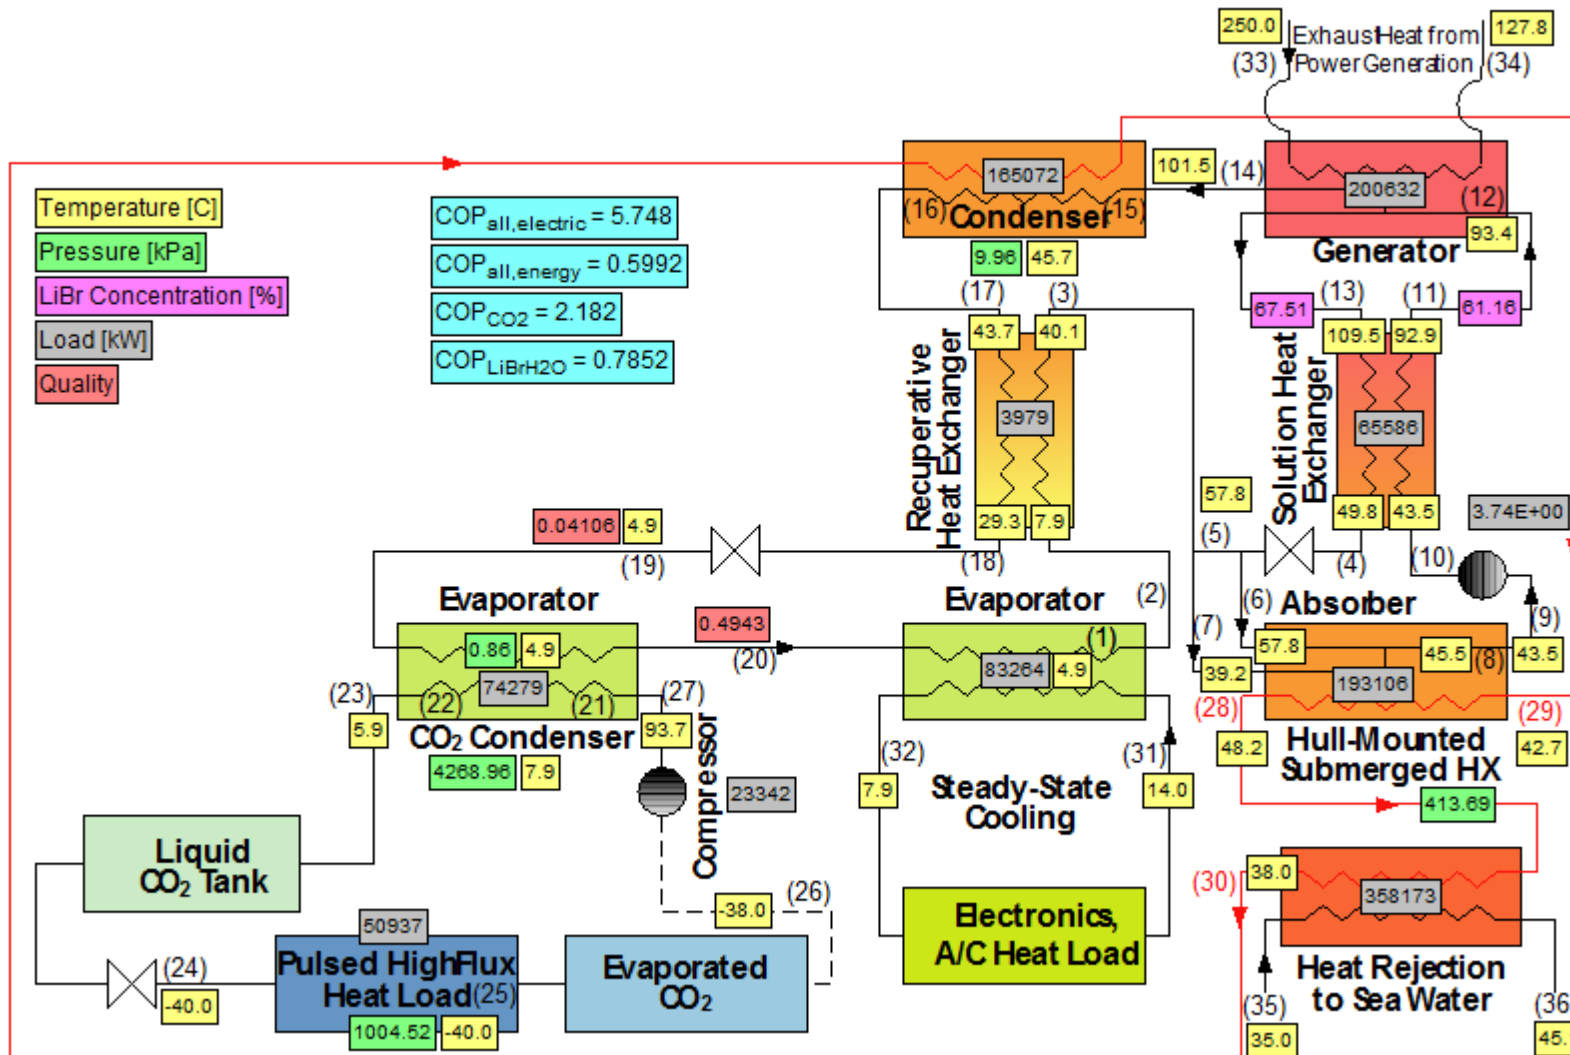 250.0
Exhaust Heat from
127.8
(33)
Power Generation
(34)
165072
101.5
(14)
200632
(12)
(16)
Condenser
(15)
93.4
Generator
9.96
45.7
Temperature [C]
Pressure [kPa]
LiBr Concentration [%]
Load [kW]
Quality
COPall,electric = 5.748
COPall,energy = 0.5992
COPCO2 = 2.182
COPLiBrH2O = 0.7852
(17)
(3)
67.51
(13)
(11)
61.16
43.7
40.1
109.5
92.9
Recuperative
Heat Exchanger
3979
Solution Heat
Exchanger
65586
57.8
29.3
7.9
49.8
43.5
3.74E+00
0.04106
4.9
(19)
(18)
(5)
(4)
(10)
Evaporator
Evaporator
(2)
(6)
Absorber
(9)
0.4943
(20)
(7)
0.86
4.9
(1)
57.8
45.5
(8)
43.5
74279
83264
4.9
39.2
193106
(23)
(22)
(21)
(27)
(28)
(29)
5.9
CO2 Condenser
93.7
48.2
Hull-Mounted
Submerged HX
42.7
4268.96
7.9
Compressor
23342
(32)
(31)
7.9
Steady-State
Cooling
14.0
413.69
Liquid
CO2 Tank
(30)
38.0
358173
-38.0
(26)
50937
Electronics,
A/C Heat Load
(24)
-40.0
Pulsed HighFlux
Heat Load
(25)
Evaporated
CO2
1004.52
-40.0
Heat Rejection
to Sea Water
(35)
35.0
(36
45.